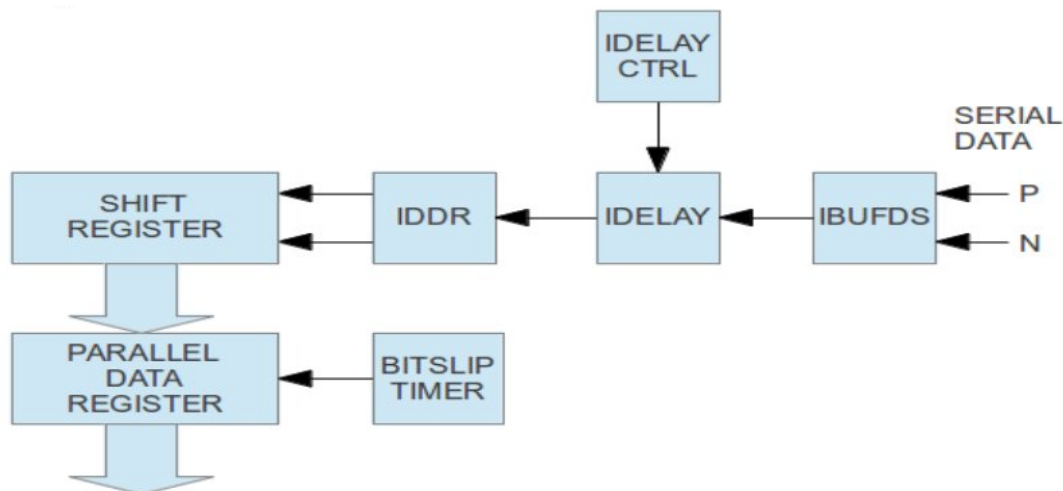 IDELAY
CTRL
SERIAL
DATA
SHIFT
REGISTER
IDDR
IDELAY
IBUFDS
P
N
PARALLEL
DATA
REGISTER
BITSLIP
TIMER